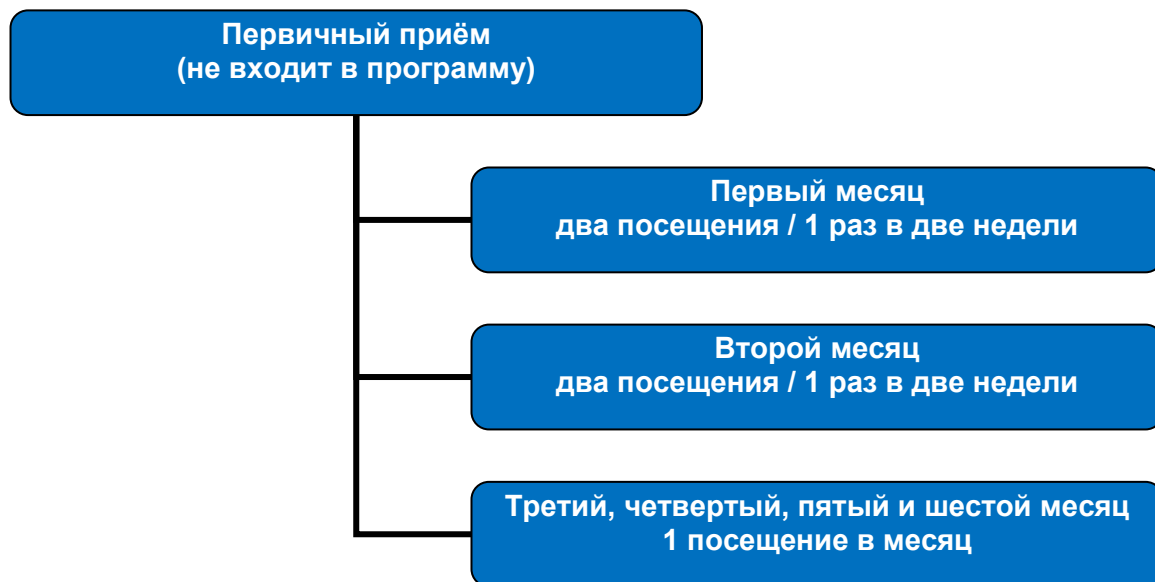 Первичный приём
(не входит в программу)
Первый месяц
два посещения / 1 раз в две недели
Второй месяц
два посещения / 1 раз в две недели
Третий, четвертый, пятый и шестой месяц
1 посещение в месяц